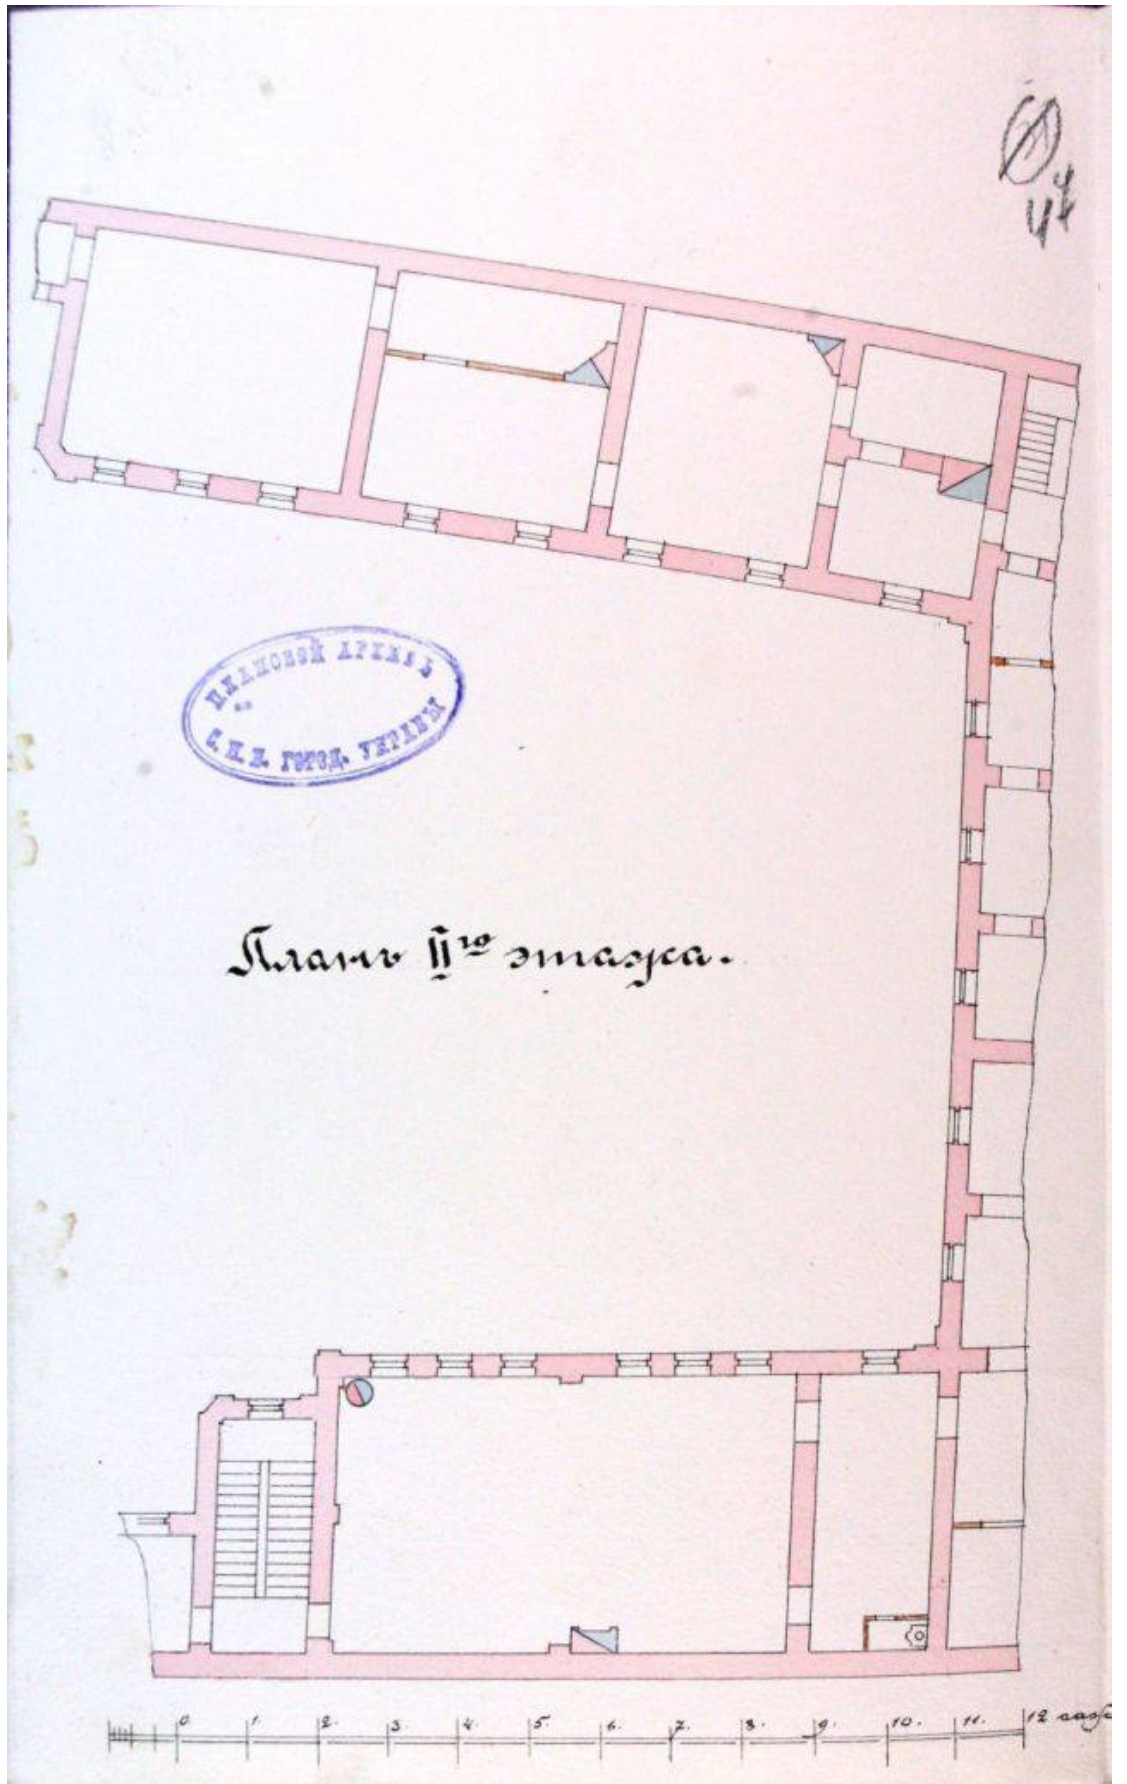 44
ПЛАНОВОЙ АРХИВЪ
С. П. Б. ГОРОД. УПРАВЫ
Планъ II го этажа.
0. 1. 2. 3. 4. 5. 6. 7. 8. 9. 10. 11. 12 саж